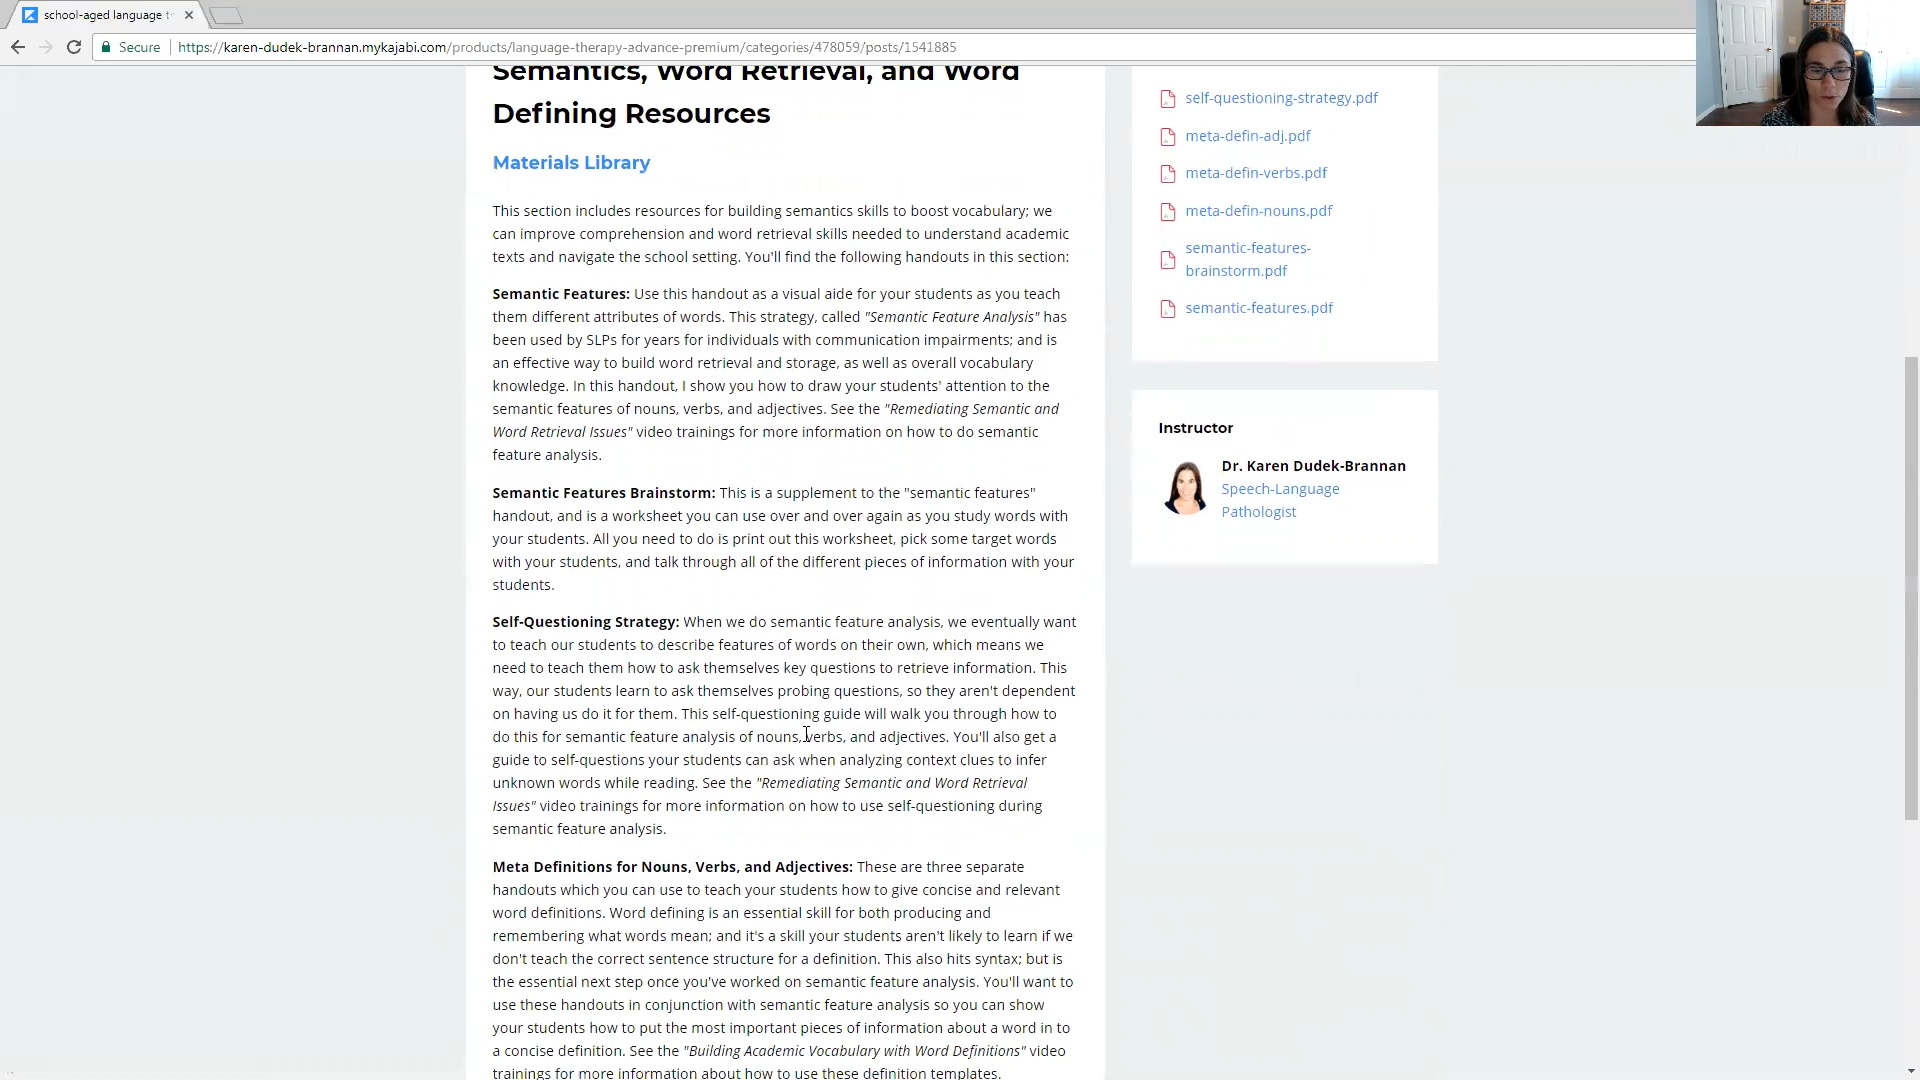 school-aged language t
Secure
https://karen-dudek-brannan.mykajabi.com/products/language-therapy-advance-premium/categories/478059/posts/1541885
Semantics, Word Retrieval, and Word
Defining Resources
Materials Library
This section includes resources for building semantics skills to boost vocabulary; we
can improve comprehension and word retrieval skills needed to understand academic
texts and navigate the school setting. You'll find the following handouts in this section:
Semantic Features: Use this handout as a visual aide for your students as you teach
them different attributes of words. This strategy, called "Semantic Feature Analysis" has
been used by SLPs for years for individuals with communication impairments; and is
an effective way to build word retrieval and storage, as well as overall vocabulary
knowledge. In this handout, I show you how to draw your students' attention to the
semantic features of nouns, verbs, and adjectives. See the "Remediating Semantic and
Word Retrieval Issues" video trainings for more information on how to do semantic
feature analysis.
Semantic Features Brainstorm: This is a supplement to the "semantic features"
handout, and is a worksheet you can use over and over again as you study words with
your students. All you need to do is print out this worksheet, pick some target words
with your students, and talk through all of the different pieces of information with your
students.
Self-Questioning Strategy: When we do semantic feature analysis, we eventually want
to teach our students to describe features of words on their own, which means we
need to teach them how to ask themselves key questions to retrieve information. This
way, our students learn to ask themselves probing questions, so they aren't dependent
on having us do it for them. This self-questioning guide will walk you through how to
do this for semantic feature analysis of nouns, verbs, and adjectives. You'll also get a
guide to self-questions your students can ask when analyzing context clues to infer
unknown words while reading. See the "Remediating Semantic and Word Retrieval
Issues" video trainings for more information on how to use self-questioning during
semantic feature analysis.
Meta Definitions for Nouns, Verbs, and Adjectives: These are three separate
handouts which you can use to teach your students how to give concise and relevant
word definitions. Word defining is an essential skill for both producing and
remembering what words mean; and it's a skill your students aren't likely to learn if we
don't teach the correct sentence structure for a definition. This also hits syntax; but is
the essential next step once you've worked on semantic feature analysis. You'll want to
use these handouts in conjunction with semantic feature analysis so you can show
your students how to put the most important pieces of information about a word in to
a concise definition. See the "Building Academic Vocabulary with Word Definitions" video
trainings for more information about how to use these definition templates.
self-questioning-strategy.pdf
meta-defin-adj.pdf
meta-defin-verbs.pdf
meta-defin-nouns.pdf
semantic-features-
brainstorm.pdf
semantic-features.pdf
Instructor
Dr. Karen Dudek-Brannan
Speech-Language
Pathologist